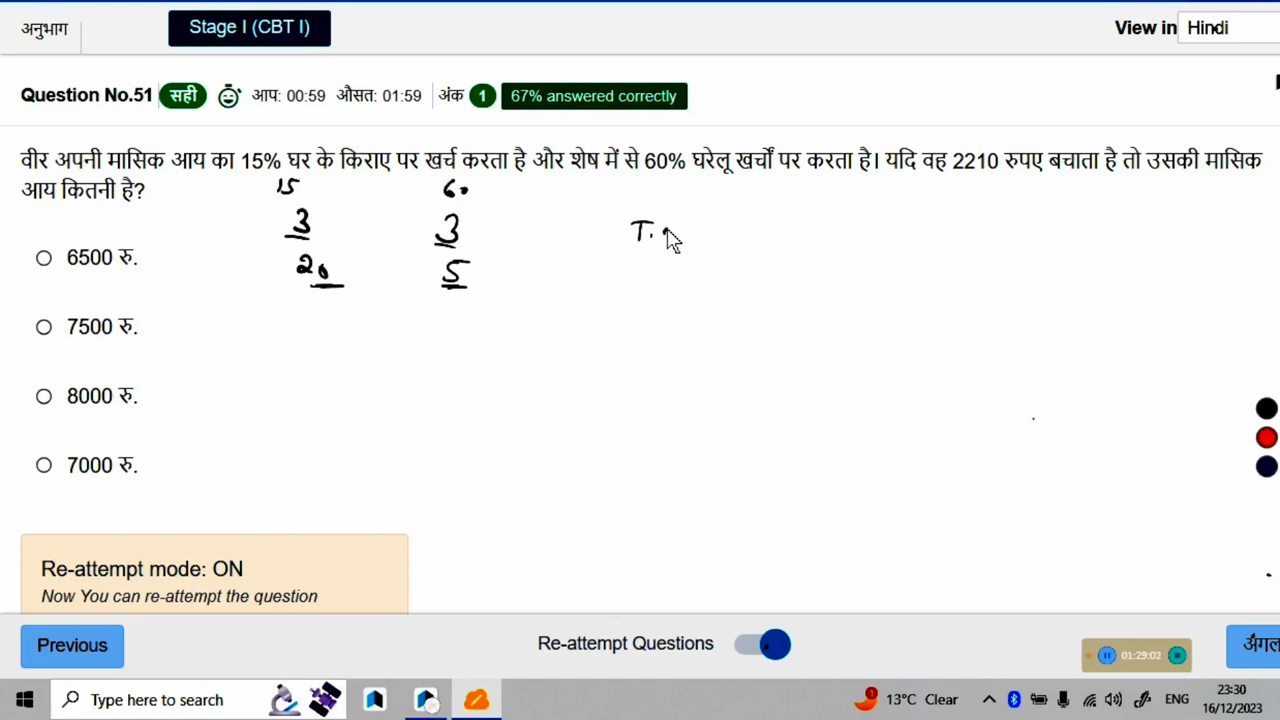 अनुभाग
Stage I (CBT I)
View in Hindi
Question No.51 सही आप: 00:59 औसत: 01:59 अंक 1 67% answered correctly
वीर अपनी मासिक आय का 15% घर के किराए पर खर्च करता है और शेष में से 60% घरेलू खर्चों पर करता है। यदि वह 2210 रुपए बचाता है तो उसकी मासिक
आय कितनी है?
15 60
3 3
20 5
T.
6500 रु.
7500 रु.
8000 रु.
7000 रु.
Re-attempt mode: ON
Now You can re-attempt the question
Previous
Re-attempt Questions
01:29:02
Type here to search
1
13°C Clear
ENG
23:30
16/12/2023